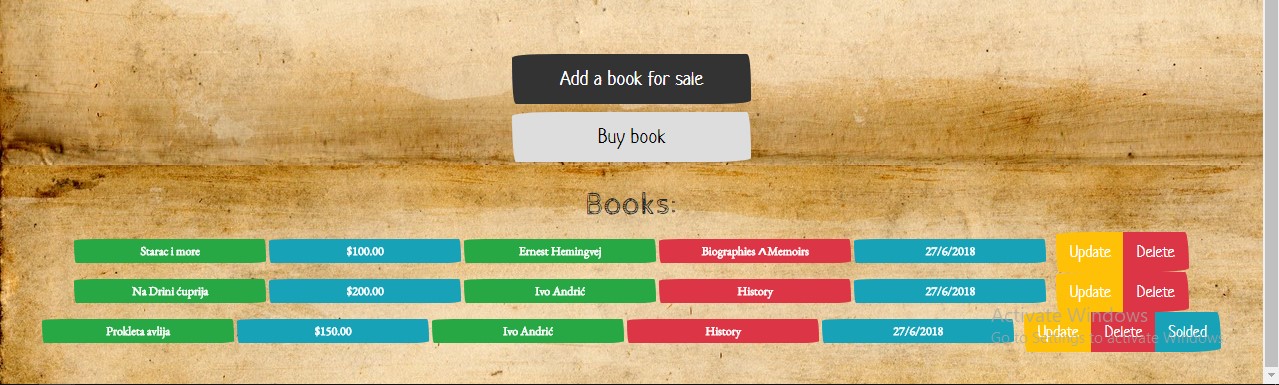 Add a book for sale
Buy book
Books:
Starac i more $100.00 Ernest Hemingvej Biographies ^Memoirs 27/6/2018 Update Delete
Na Drini ćuprija $200.00 Ivo Andrić History 27/6/2018 Update Delete
Activate Windows
Prokleta avlija $150.00 Ivo Andrić History 27/6/2018 Update Delete Solded
Go to Settings to activate Windows.